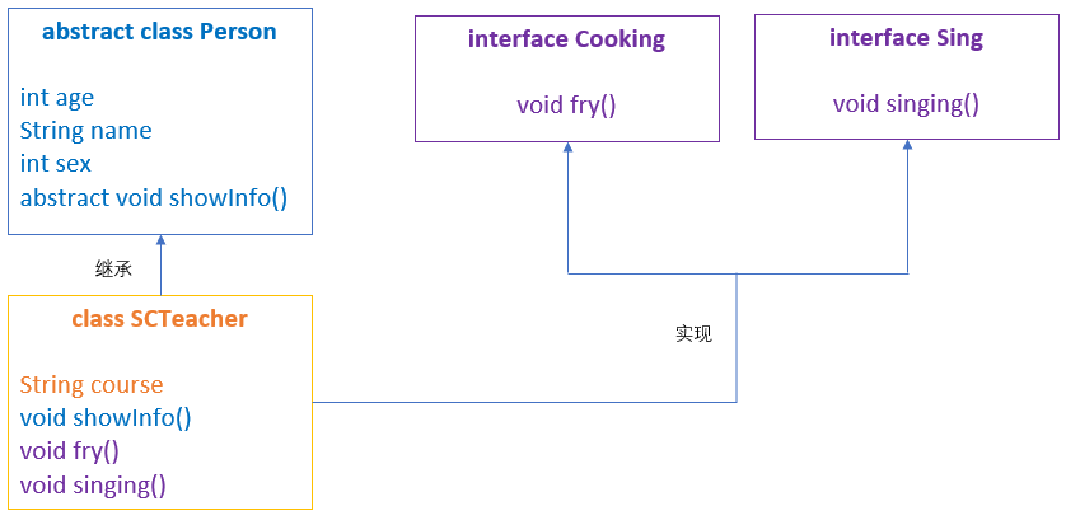 abstract class Person
int age
String name
int sex
abstract void showInfo()
interface Cooking
void fry()
interface Sing
void singing()
继承
class SCTeacher
String course
void showInfo()
void fry()
void singing()
实现